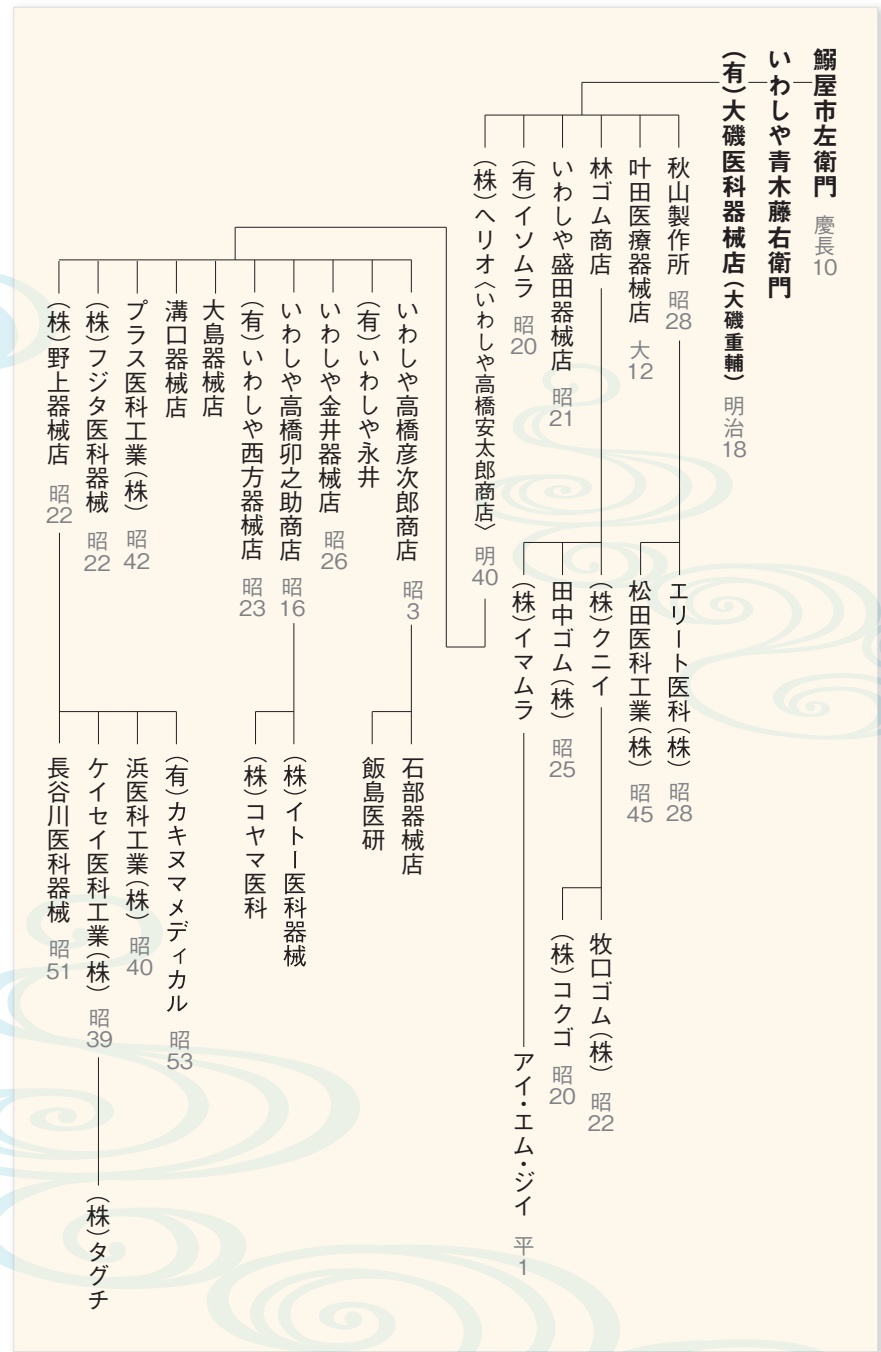 鰯屋市左衛門 慶長10
いわしや青木藤右衛門
(有)大磯医科器械店(大磯重輔) 明治18
秋山製作所 昭28
叶田医療器械店 大12
林ゴム商店
いわしや盛田器械店 昭21
(有)イソムラ 昭20
(株)ヘリオ〈いわしや高橋安太郎商店〉 明40
エリート医科(株) 昭28
松田医科工業(株) 昭45
(株)クニイ
田中ゴム(株) 昭25
(株)イマムラ
牧口ゴム(株) 昭22
(株)コクゴ 昭20
アイ・エム・ジイ 平1
いわしや高橋彦次郎商店 昭3
(有)いわしや永井
いわしや金井器械店 昭26
いわしや高橋卯之助商店 昭16
(有)いわしや西方器械店 昭23
大島器械店
溝口器械店
プラス医科工業(株) 昭42
(株)フジタ医科器械 昭22
(株)野上器械店 昭22
石部器械店
飯島医研
(株)イトー医科器械
(株)コヤマ医科
(有)カキヌマメディカル 昭53
浜医科工業(株) 昭40
ケイセイ医科工業(株) 昭39
長谷川医科器械 昭51
(株)タグチ